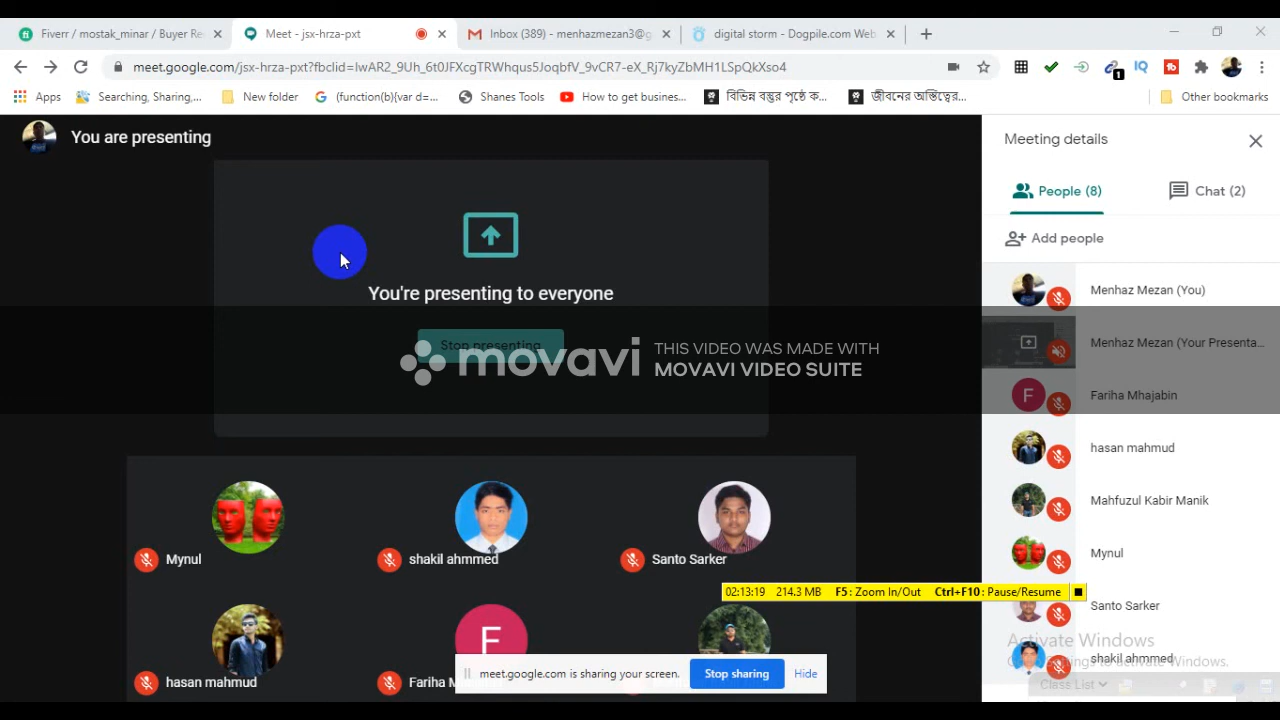 Fiverr / mostak_minar / Buyer Re
Meet - jsx-hrza-pxt
Inbox (389) - menhazmezan3@g
digital storm - Dogpile.com Web
meet.google.com/jsx-hrza-pxt?fbclid=IwAR2_9Uh_6t0JFXcqTRWhqus5JoqbfV_9vCR7-eX_Rj7kyZbMH1LSpQkXso4
1
IQ
Apps
Searching, Sharing,...
New folder
(function(b){var d=...
Shanes Tools
How to get busines...
বিভিন্ন বস্তুর পৃষ্ঠে ক...
জীবনের অস্তিত্বের...
Other bookmarks
You are presenting
You're presenting to everyone
Stop presenting
movavi
THIS VIDEO WAS MADE WITH
MOVAVI VIDEO SUITE
Mynul
shakil ahmmed
Santo Sarker
hasan mahmud
F
Fariha M
02:13:19 214.3 MB F5: Zoom In/Out Ctrl+F10: Pause/Resume
meet.google.com is sharing your screen.
Stop sharing
Hide
Meeting details
People (8)
Chat (2)
Add people
Menhaz Mezan (You)
Menhaz Mezan (Your Presenta...
F
Fariha Mhajabin
hasan mahmud
Mahfuzul Kabir Manik
Mynul
Santo Sarker
shakil ahmmed
Activate Windows
Class List